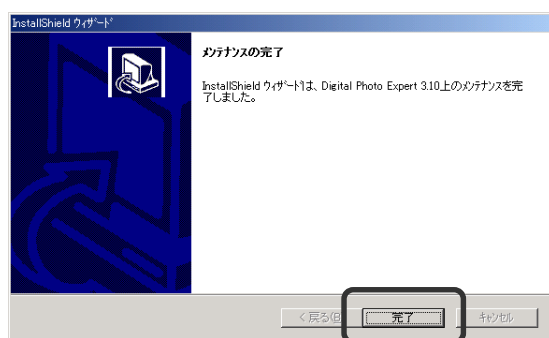 InstallShield ウィザード
メンテナンスの完了
InstallShield ウィザードは、Digital Photo Expert 3.10上のメンテナンスを完
了しました。
< 戻る(B
完了
キャンセル